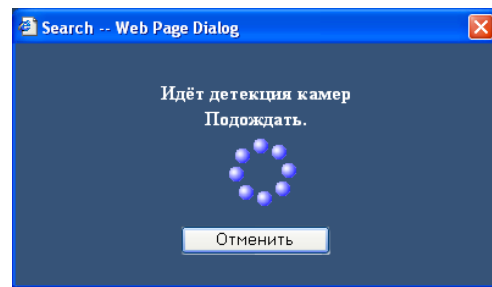 Search -- Web Page Dialog
Идёт детекция камер
Подождать.
Отменить